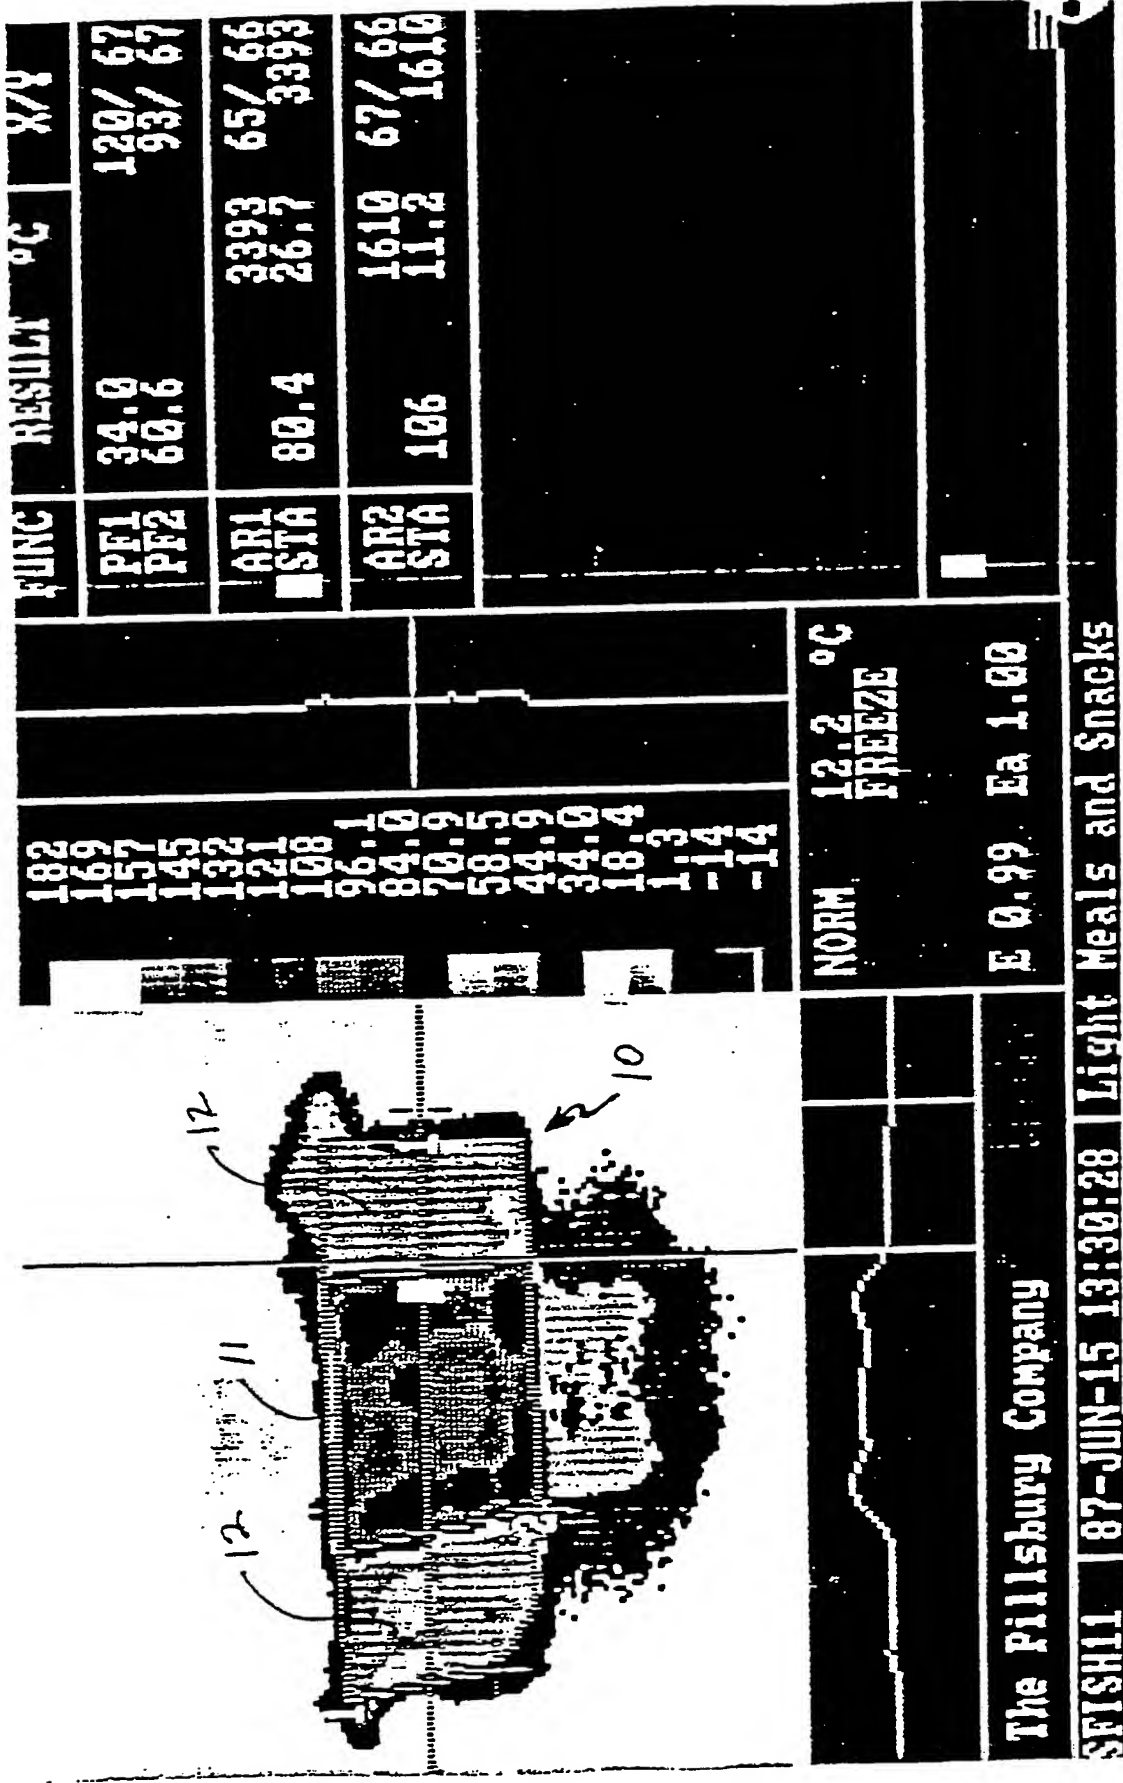 FUNC RESULT °C X/Y
PF1 34.0 120/ 67
PF2 60.6 93/ 67
AR1 3393 65/ 66
STA 80.4 26.7 3393
AR2 1610 67/ 66
STA 106 11.2 1610
182
169
157
145
132
121
108
96.1
84.0
70.9
58.5
44.9
34.0
18.4
1.3
-14
-14
12
11
12
10
NORM 12.2 °C
FREEZE
E 0.99 Ea 1.00
The Pillsbury Company
SFISH11 87-JUN-15 13:30:28 Light Meals and Snacks